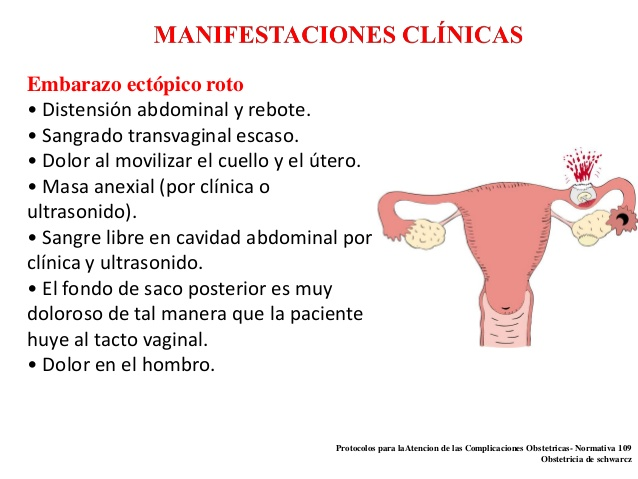 MANIFESTACIONES CLÍNICAS
Embarazo ectópico roto
• Distensión abdominal y rebote.
• Sangrado transvaginal escaso.
• Dolor al movilizar el cuello y el útero.
• Masa anexial (por clínica o
ultrasonido).
• Sangre libre en cavidad abdominal por
clínica y ultrasonido.
• El fondo de saco posterior es muy
doloroso de tal manera que la paciente
huye al tacto vaginal.
• Dolor en el hombro.
Protocolos para laAtencion de las Complicaciones Obstetricas- Normativa 109
Obstetricia de schwarcz